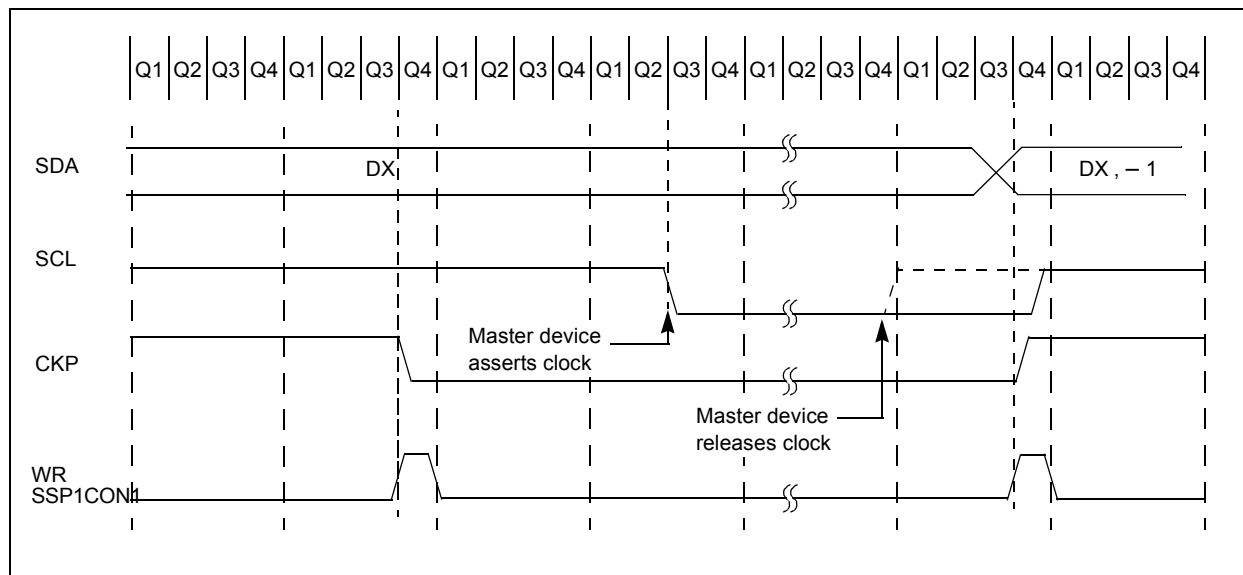 Q1 Q2 Q3 Q4 Q1 Q2 Q3 Q4 Q1 Q2 Q3 Q4 Q1 Q2 Q3 Q4 Q1 Q2 Q3 Q4 Q1 Q2 Q3 Q4 Q1 Q2 Q3 Q4
SDA
DX
DX , – 1
SCL
Master device
asserts clock
CKP
Master device
releases clock
WR
SSP1CON1